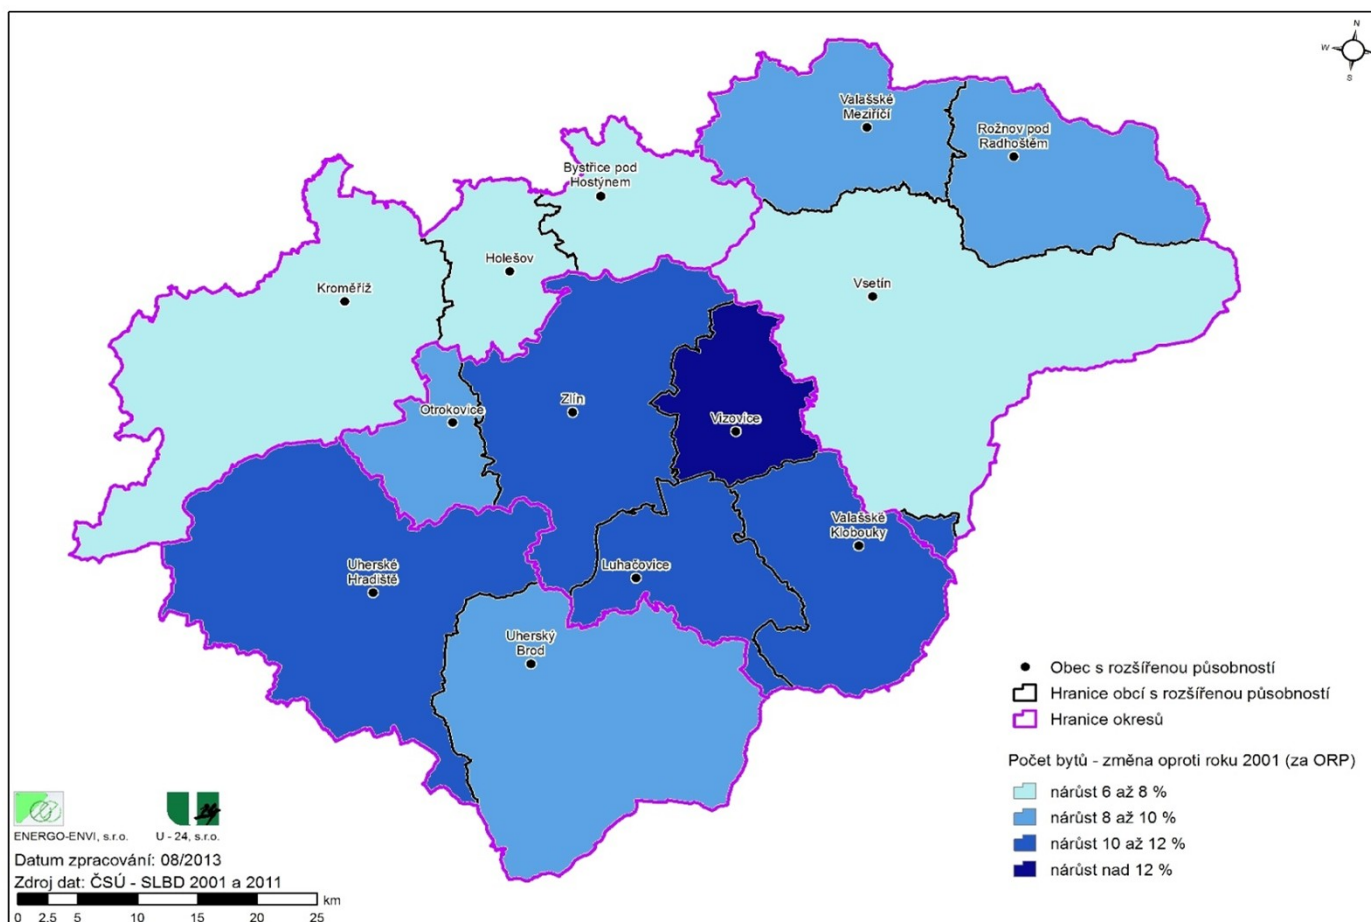 N
W
S
Valašské
Meziříčí
Rožnov pod
Radhoštěm
Bystřice pod
Hostýnem
Holešov
Kroměříž
Vsetín
Otrokovice
Zlín
Vizovice
Valašské
Klobouky
Uherské
Hradiště
Luhačovice
Uherský
Brod
Obec s rozšířenou působností
Hranice obcí s rozšířenou působností
Hranice okresů
Počet bytů - změna oproti roku 2001 (za ORP)
nárůst 6 až 8 %
nárůst 8 až 10 %
nárůst 10 až 12 %
nárůst nad 12 %
ENERGO-ENVI, s.r.o. U - 24, s.r.o.
Datum zpracování: 08/2013
Zdroj dat: ČSÚ - SLBD 2001 a 2011
km
0 2.5 5 10 15 20 25